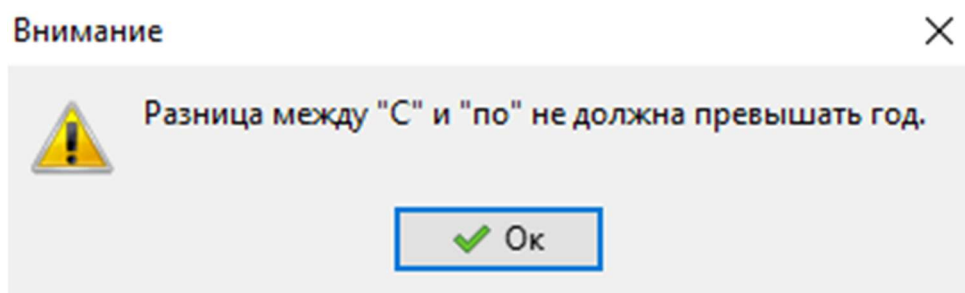 Внимание
Разница между "С" и "по" не должна превышать год.
Ок